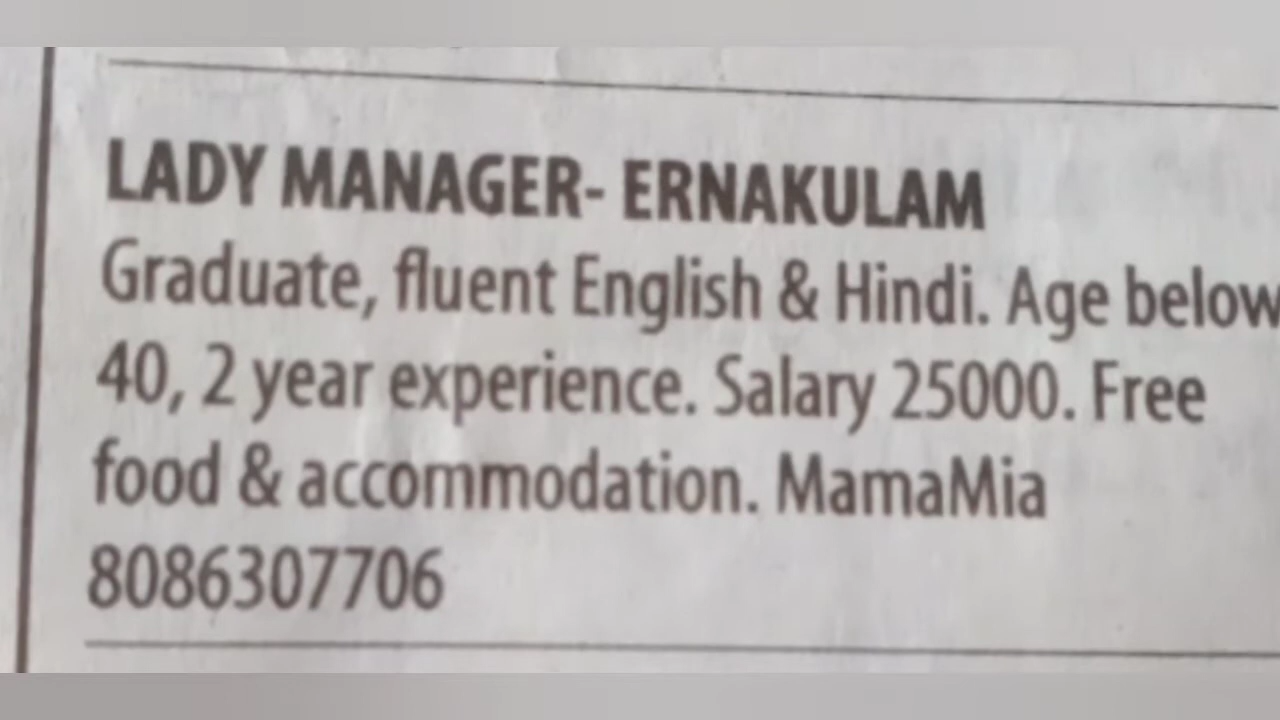 LADY MANAGER- ERNAKULAM
Graduate, fluent English & Hindi. Age below
40, 2 year experience. Salary 25000. Free
food & accommodation. MamaMia
8086307706